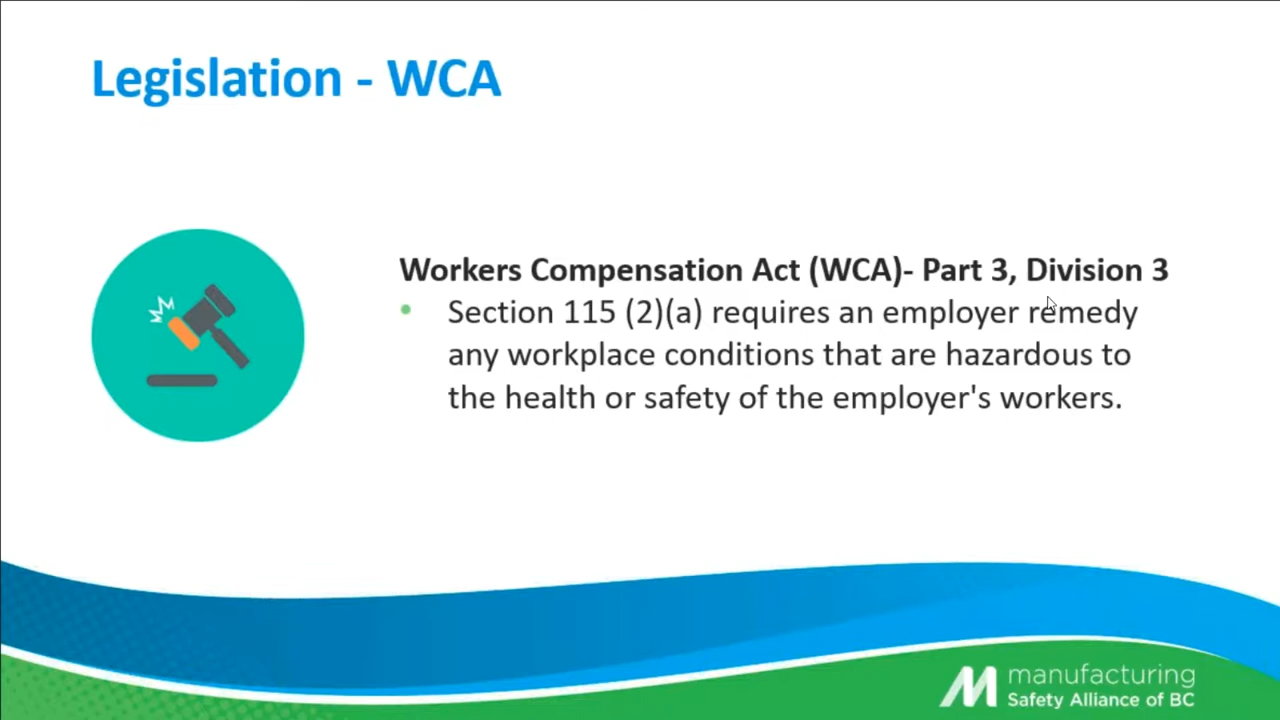 Legislation - WCA
Workers Compensation Act (WCA)- Part 3, Division 3
• Section 115 (2)(a) requires an employer remedy
any workplace conditions that are hazardous to
the health or safety of the employer's workers.
manufacturing
Safety Alliance of BC